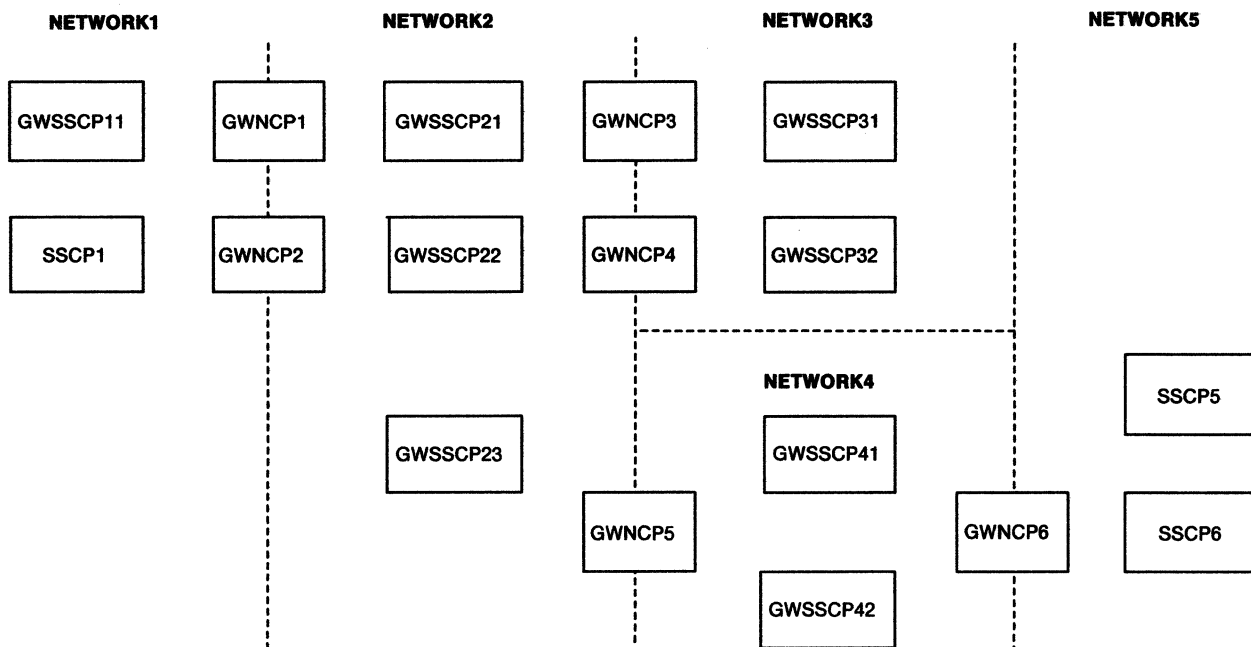 NETWORK1
NETWORK2
NETWORK3
NETWORK5
GWSSCP11
GWNCP1
GWSSCP21
GWNCP3
GWSSCP31
SSCP1
GWNCP2
GWSSCP22
GWNCP4
GWSSCP32
NETWORK4
SSCP5
GWSSCP23
GWSSCP41
GWNCP5
GWNCP6
SSCP6
GWSSCP42